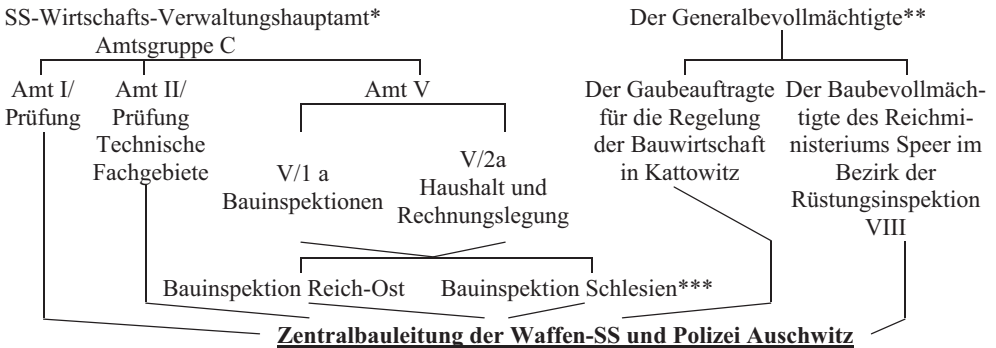 SS-Wirtschafts-Verwaltungshauptamt*
Amtsgruppe C
Der Generalbevollmächtigte**
Amt I/
Prüfung
Amt II/
Prüfung
Technische
Fachgebiete
Amt V
V/1 a
Bauinspektionen
V/2a
Haushalt und
Rechnungslegung
Der Gaubeauftragte
für die Regelung
der Bauwirtschaft
in Kattowitz
Der Baubevollmäch-
tigte des Reichmi-
nisteriums Speer im
Bezirk der
Rüstungsinspektion
VIII
Bauinspektion Reich-Ost
Bauinspektion Schlesien***
Zentralbauleitung der Waffen-SS und Polizei Auschwitz